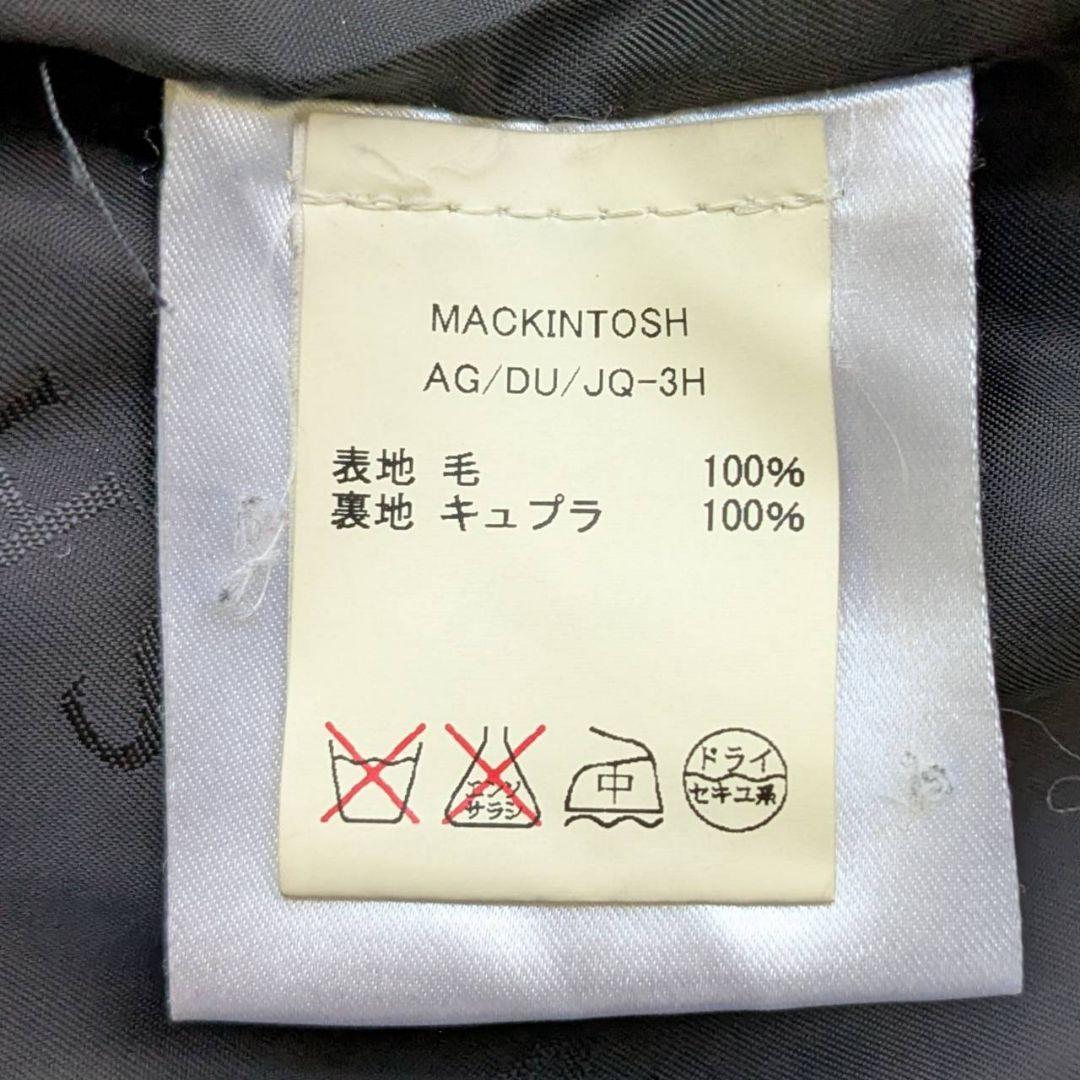 MACKINTOSH
AG/DU/JQ-3H
表地 毛 100%
裏地 キュプラ 100%
エンソ
サラシ
中
ドライ
セキユ系